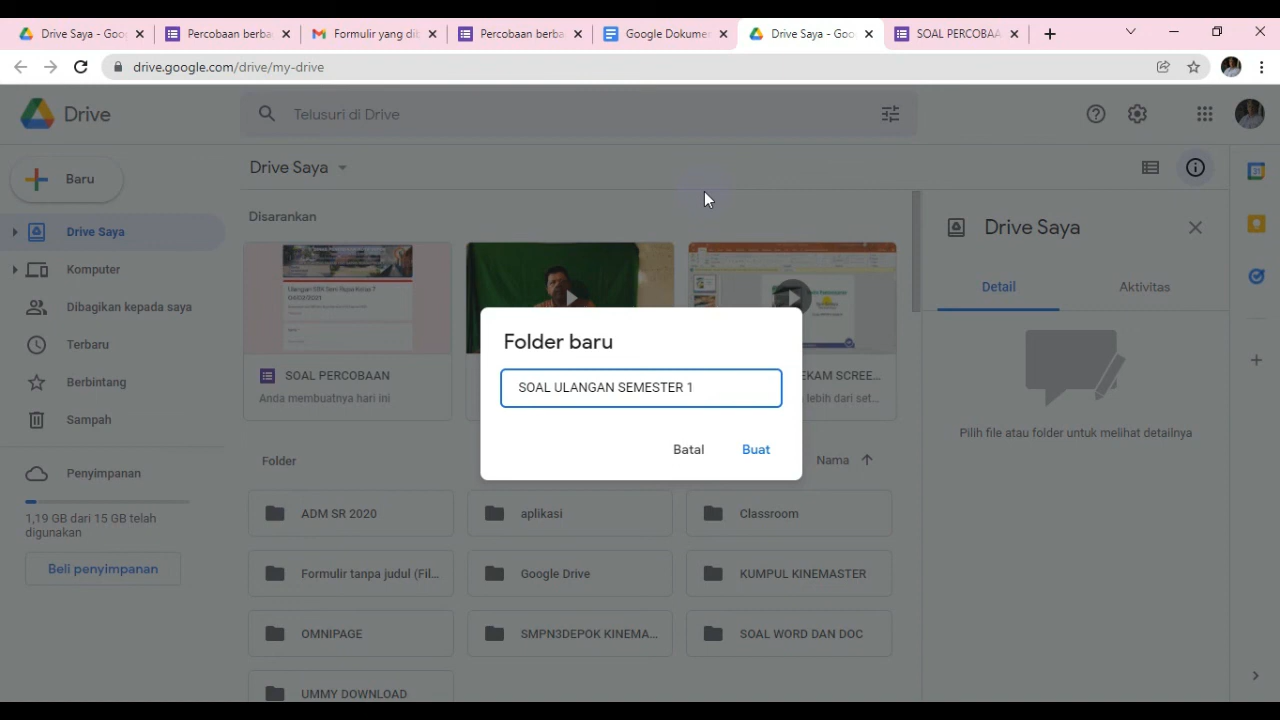 Drive Saya - Goo
Percobaan berba
Formulir yang di
Percobaan berba
Google Dokume
Drive Saya - Goo
SOAL PERCOBAA
drive.google.com/drive/my-drive
Drive
Telusuri di Drive
Baru
Drive Saya
Drive Saya
Komputer
Dibagikan kepada saya
Terbaru
Berbintang
Sampah
Penyimpanan
1,19 GB dari 15 GB telah
digunakan
Beli penyimpanan
Disarankan
SOAL PERCOBAAN
Anda membuatnya hari ini
EKAM SCREE...
lebih dari set...
Folder baru
SOAL ULANGAN SEMESTER 1
Batal
Buat
Folder
Nama
ADM SR 2020
aplikasi
Classroom
Formulir tanpa judul (Fil...
Google Drive
KUMPUL KINEMASTER
OMNIPAGE
SMPN3DEPOK KINEMA...
SOAL WORD DAN DOC
UMMY DOWNLOAD
Drive Saya
Detail
Aktivitas
Pilih file atau folder untuk melihat detailnya